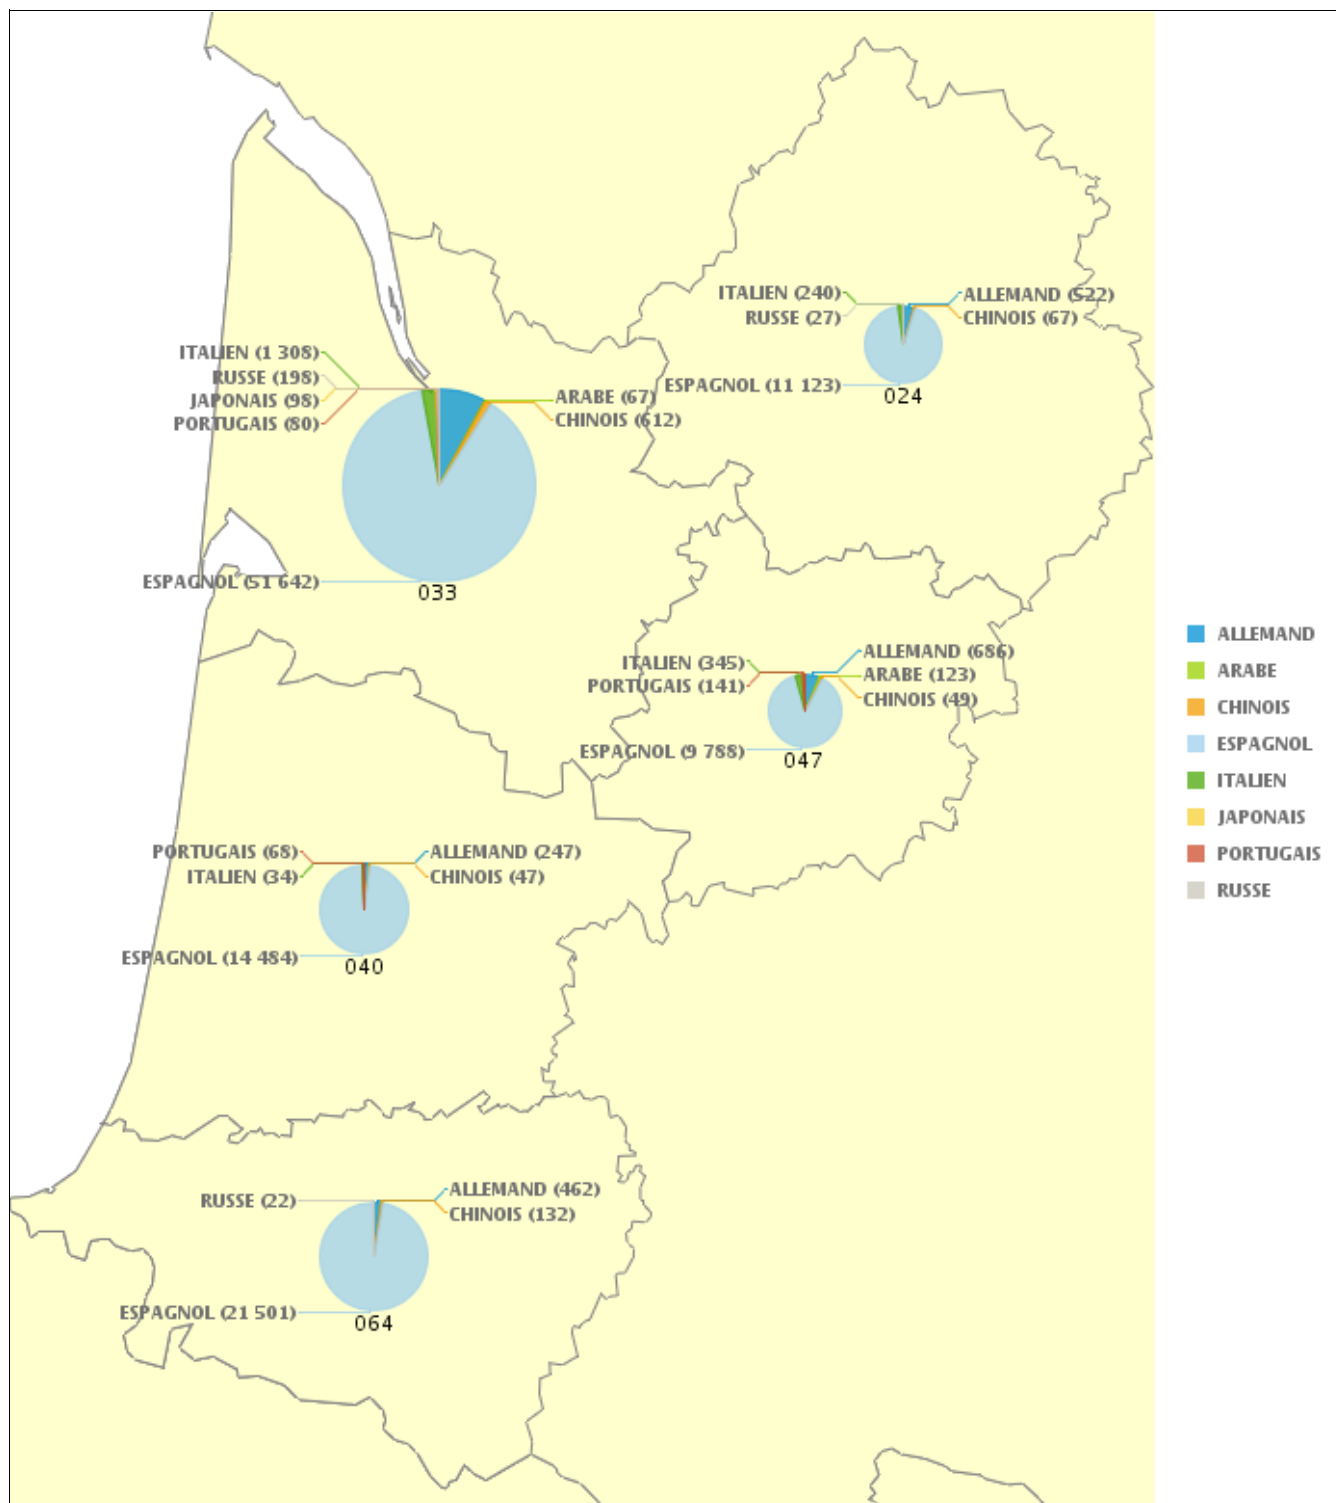 ITALIEN (240)
RUSSE (27)
ALLEMAND (522)
CHINOIS (67)
ESPAGNOL (11 123)
024
ITALIEN (1 308)
RUSSE (198)
JAPONAIS (98)
PORTUGAIS (80)
ARABE (67)
CHINOIS (612)
ESPAGNOL (51 642)
033
ITALIEN (345)
PORTUGAIS (141)
ALLEMAND (686)
ARABE (123)
CHINOIS (49)
ESPAGNOL (9 788)
047
PORTUGAIS (68)
ITALIEN (34)
ALLEMAND (247)
CHINOIS (47)
ESPAGNOL (14 484)
040
RUSSE (22)
ALLEMAND (462)
CHINOIS (132)
ESPAGNOL (21 501)
064
ALLEMAND
ARABE
CHINOIS
ESPAGNOL
ITALIEN
JAPONAIS
PORTUGAIS
RUSSE